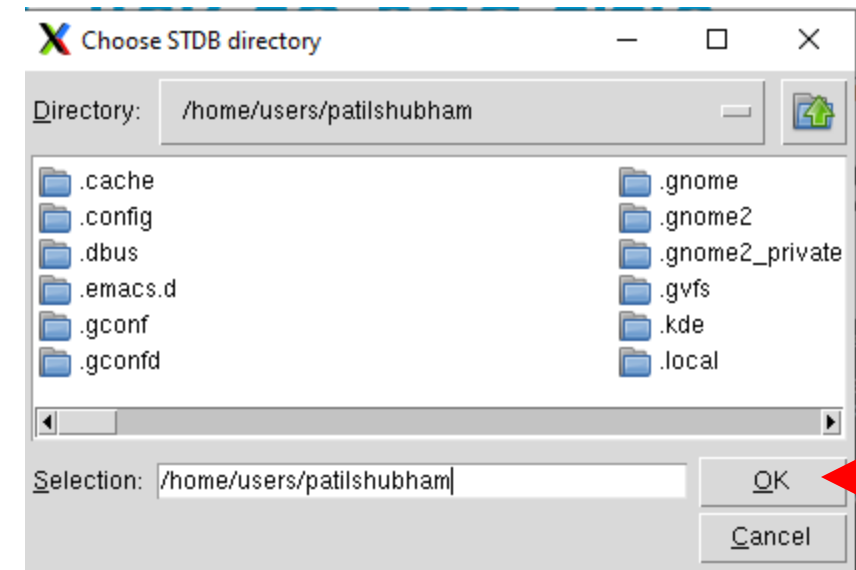 Choose STDB directory
Directory: /home/users/patilshubham
.cache .gnome
.config .gnome2
.dbus .gnome2_private
.emacs.d .gvfs
.gconf .kde
.gconfd .local
Selection: /home/users/patilshubham OK
Cancel